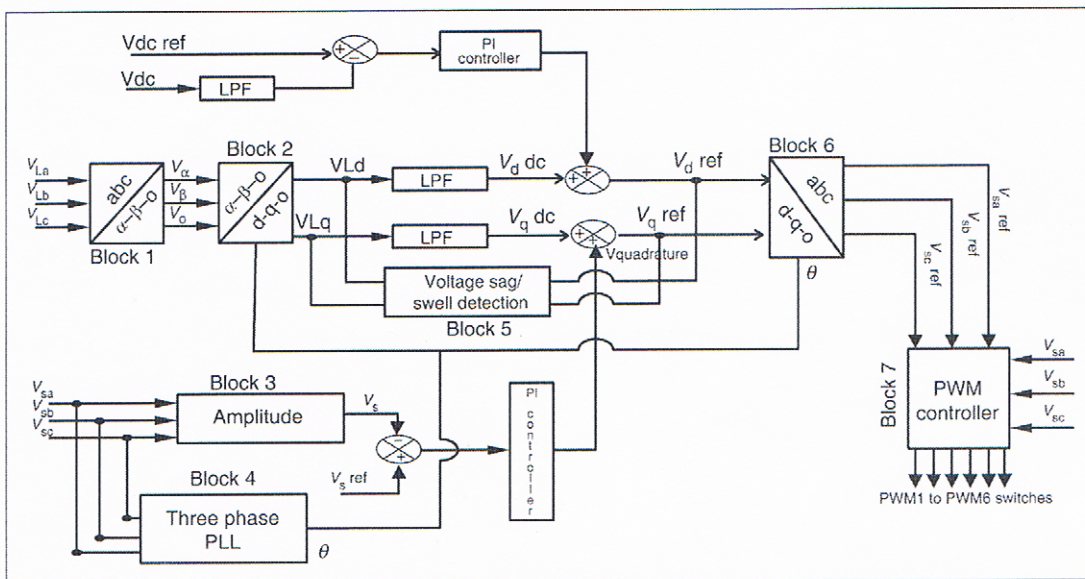 Vdc ref
+
−
PI
controller
Vdc
LPF
Block 2
Block 6
V_La
V_Lb
V_Lc
abc
α–β–o
Block 1
V_α
V_β
V_o
α–β–o
d-q-o
VLd
VLq
LPF
V_d dc
+
+
V_d ref
LPF
V_q dc
+
+
V_q ref
Vquadrature
abc
d-q-o
θ
V_sa ref
V_sb ref
V_sc ref
Voltage sag/
swell detection
Block 5
Block 3
V_sa
V_sb
V_sc
Amplitude
V_s
−
+
V_s ref
PI
controller
Block 4
Three phase
PLL
θ
Block 7
PWM
controller
V_sa
V_sb
V_sc
PWM1 to PWM6 switches